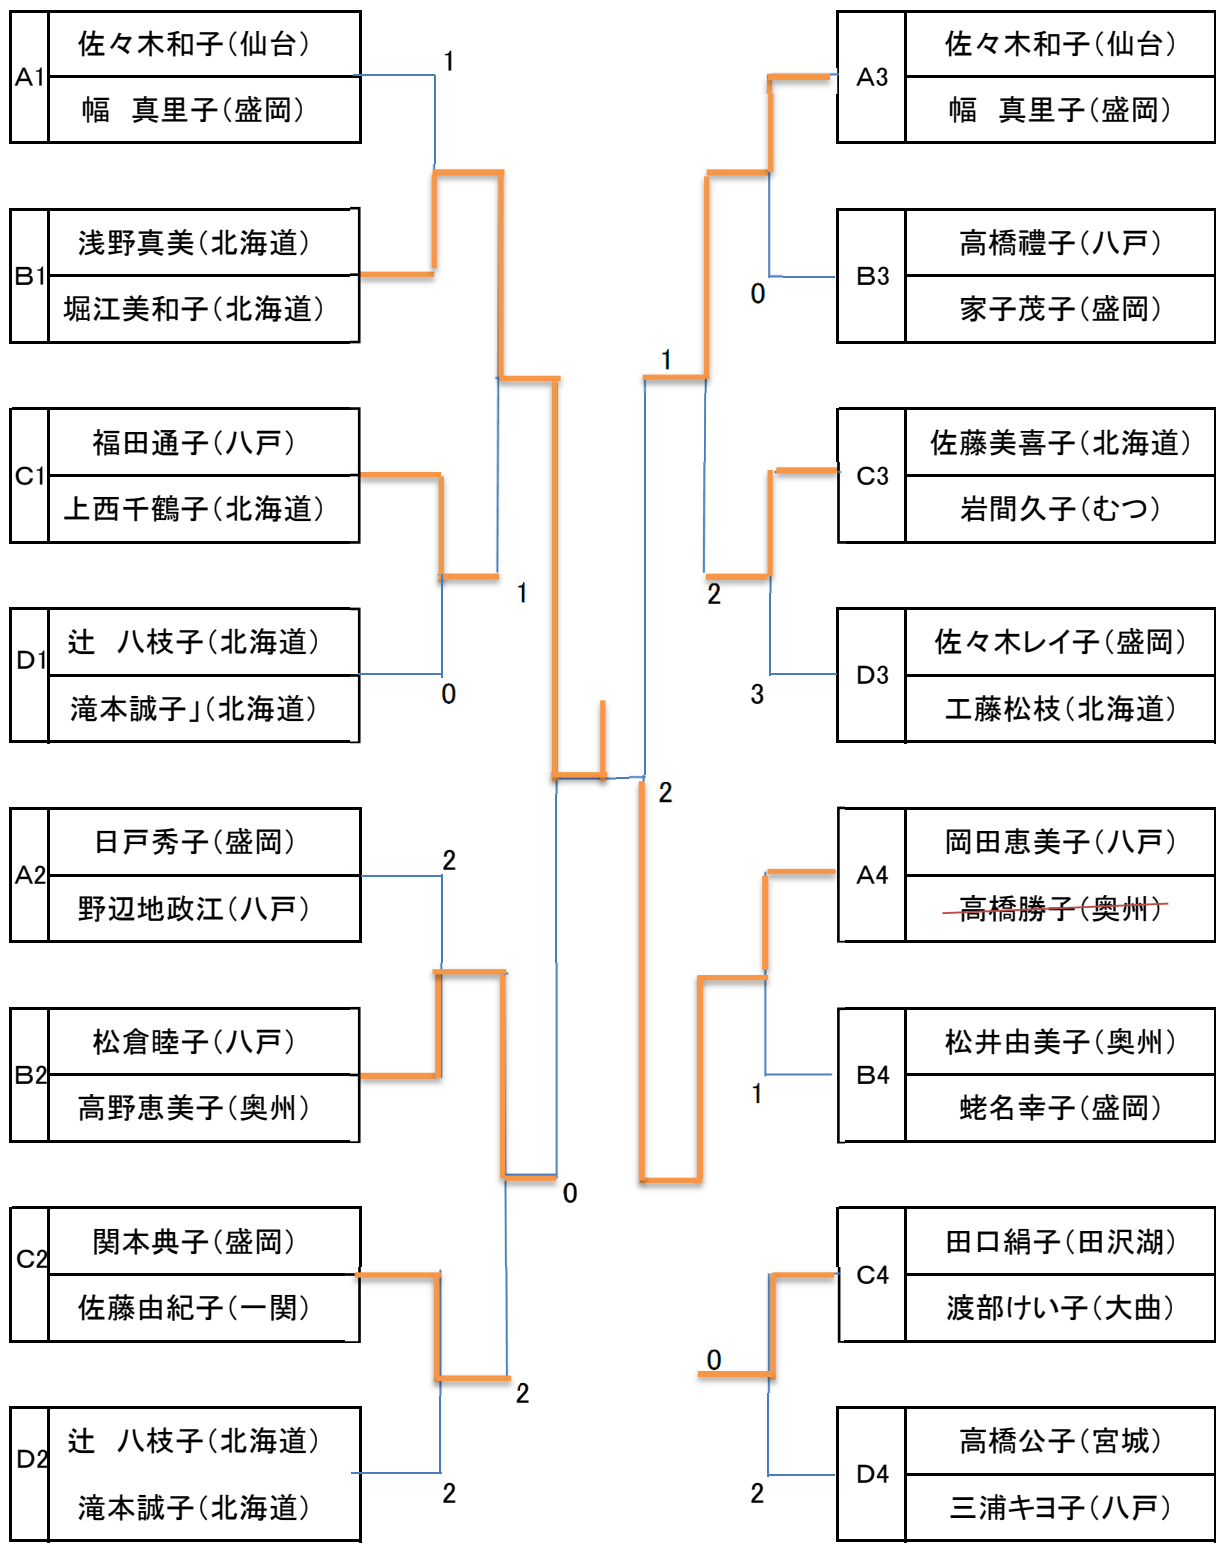 佐々木和子(仙台)
A1
幅　真里子(盛岡)
1
浅野真美(北海道)
B1
堀江美和子(北海道)
福田通子(八戸)
C1
上西千鶴子(北海道)
1
辻　八枝子(北海道)
D1
滝本誠子」(北海道)
0
日戸秀子(盛岡)
A2
野辺地政江(八戸)
2
松倉睦子(八戸)
B2
高野恵美子(奥州)
0
関本典子(盛岡)
C2
佐藤由紀子(一関)
2
辻　八枝子(北海道)
D2
滝本誠子(北海道)
2
佐々木和子(仙台)
A3
幅　真里子(盛岡)
高橋禮子(八戸)
B3
家子茂子(盛岡)
0
1
佐藤美喜子(北海道)
C3
岩間久子(むつ)
2
佐々木レイ子(盛岡)
D3
工藤松枝(北海道)
3
2
岡田恵美子(八戸)
A4
高橋勝子(奥州)
松井由美子(奥州)
B4
蛯名幸子(盛岡)
1
田口絹子(田沢湖)
C4
渡部けい子(大曲)
0
高橋公子(宮城)
D4
三浦キヨ子(八戸)
2